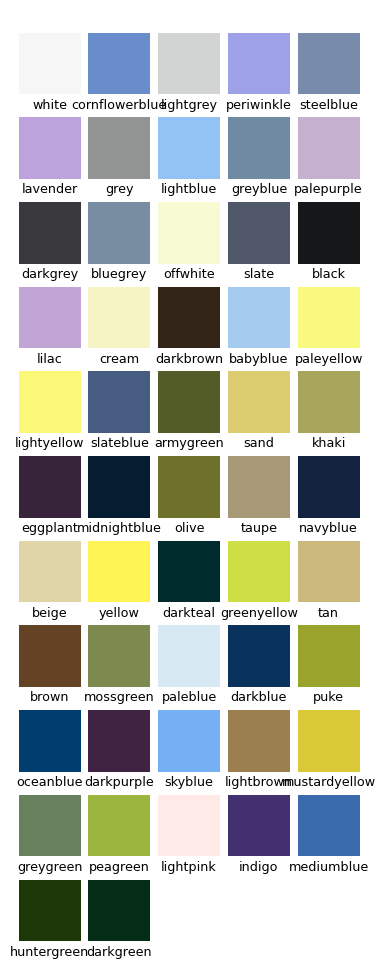 white cornflowerblue lightgrey periwinkle steelblue
lavender grey lightblue greyblue palepurple
darkgrey bluegrey offwhite slate black
lilac cream darkbrown babyblue paleyellow
lightyellow slateblue armygreen sand khaki
eggplant midnightblue olive taupe navyblue
beige yellow darkteal greenyellow tan
brown mossgreen paleblue darkblue puke
oceanblue darkpurple skyblue lightbrown mustardyellow
greygreen peagreen lightpink indigo mediumblue
huntergreen darkgreen